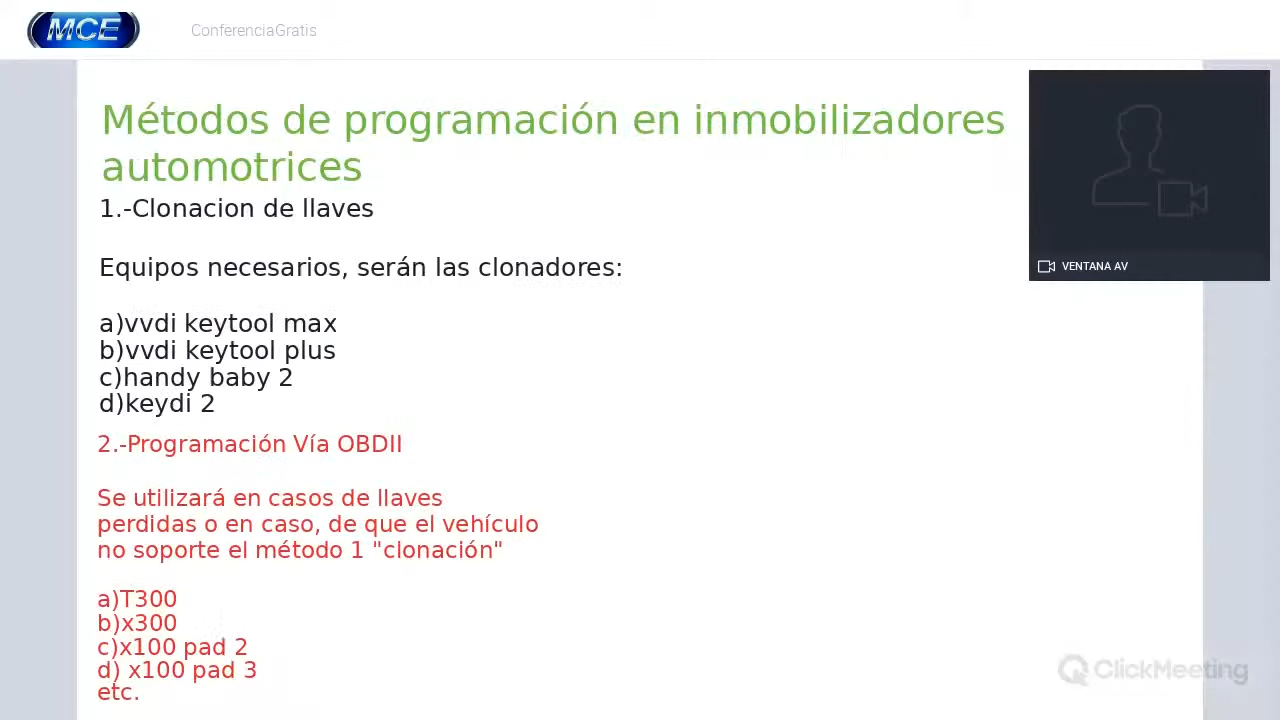 MCE
ConferenciaGratis
Métodos de programación en inmobilizadores
automotrices
1.-Clonacion de llaves
Equipos necesarios, serán las clonadores:
a)vvdi keytool max
b)vvdi keytool plus
c)handy baby 2
d)keydi 2
2.-Programación Vía OBDII
Se utilizará en casos de llaves
perdidas o en caso, de que el vehículo
no soporte el método 1 "clonación"
a)T300
b)x300
c)x100 pad 2
d) x100 pad 3
etc.
VENTANA AV
ClickMeeting